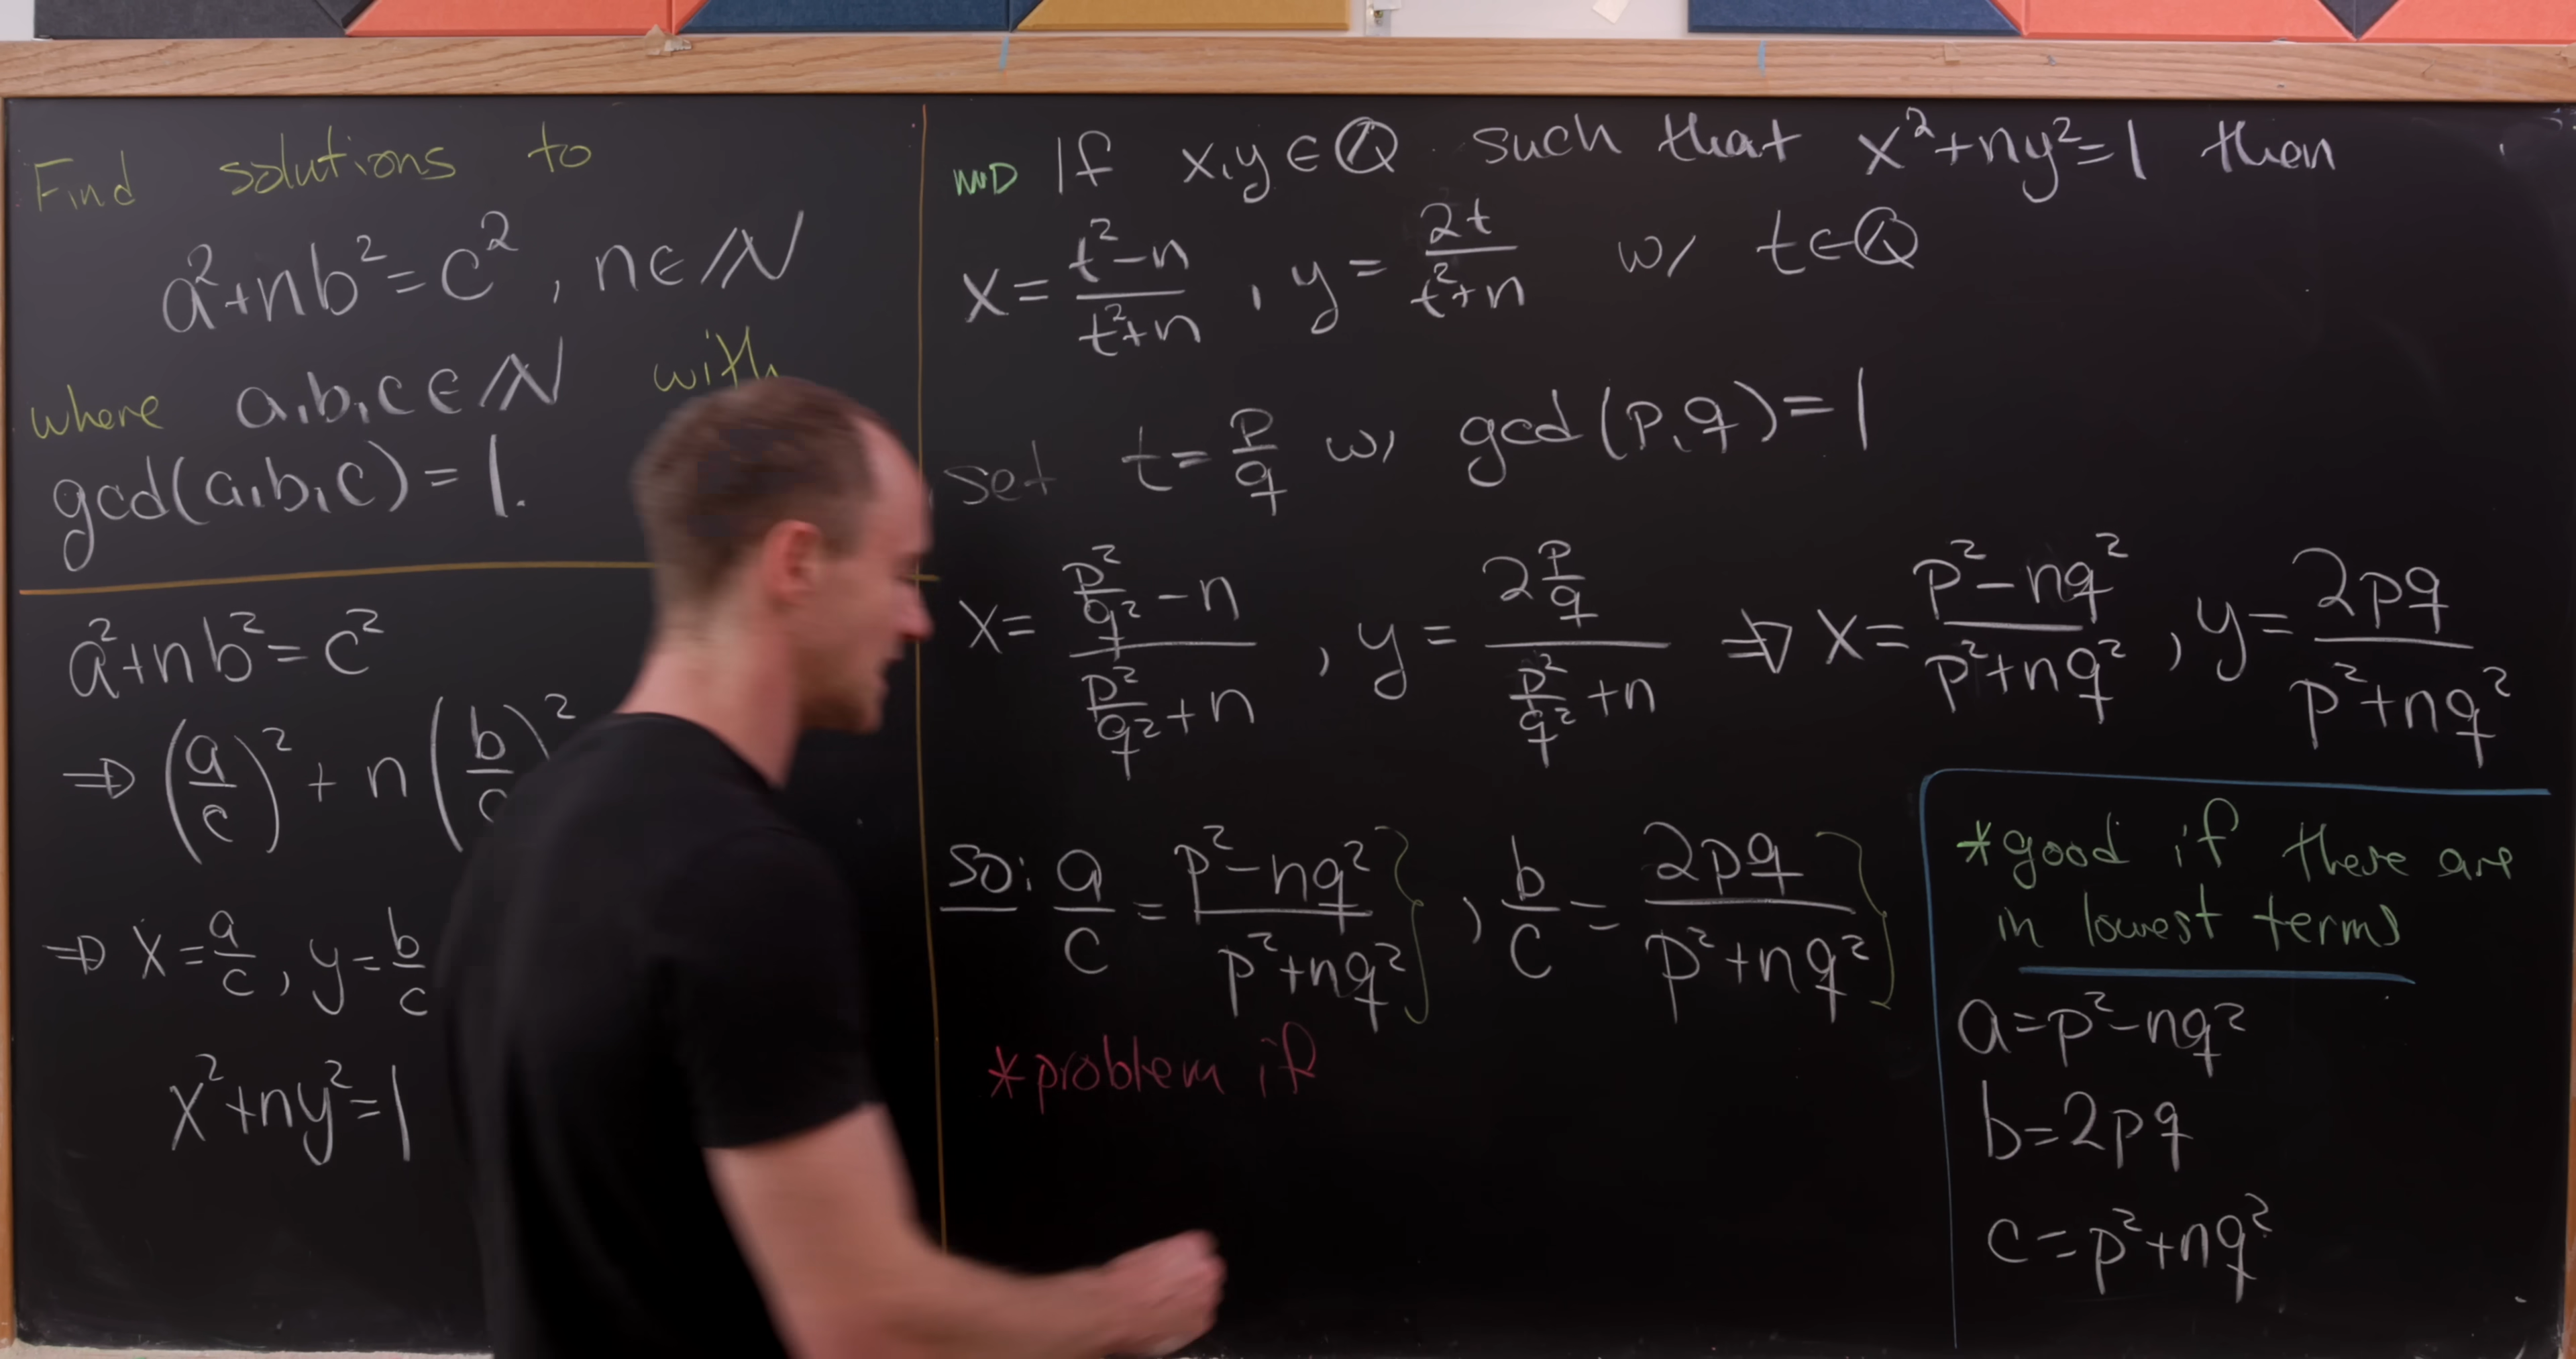 Find solutions to
a²+nb²=c², n∈ℕ
where a,b,c∈ℕ with
gcd(a,b,c)=1.
a²+nb²=c²
⇒ (a/c)² + n(b/c)²
⇒ x=a/c, y=b/c
x²+ny²=1
⇝ If x,y∈ℚ such that x²+ny²=1 then
x=(t²-n)/(t²+n), y=2t/(t²+n) w/ t∈ℚ
set t=p/q w/ gcd(p,q)=1
x=(p²/q²-n)/(p²/q²+n), y=(2p/q)/(p²/q²+n) ⇒ x=(p²-nq²)/(p²+nq²), y=2pq/(p²+nq²)
so: a/c=(p²-nq²)/(p²+nq²), b/c=2pq/(p²+nq²)
*problem if
*good if there are
in lowest terms
a=p²-nq²
b=2pq
c=p²+nq²